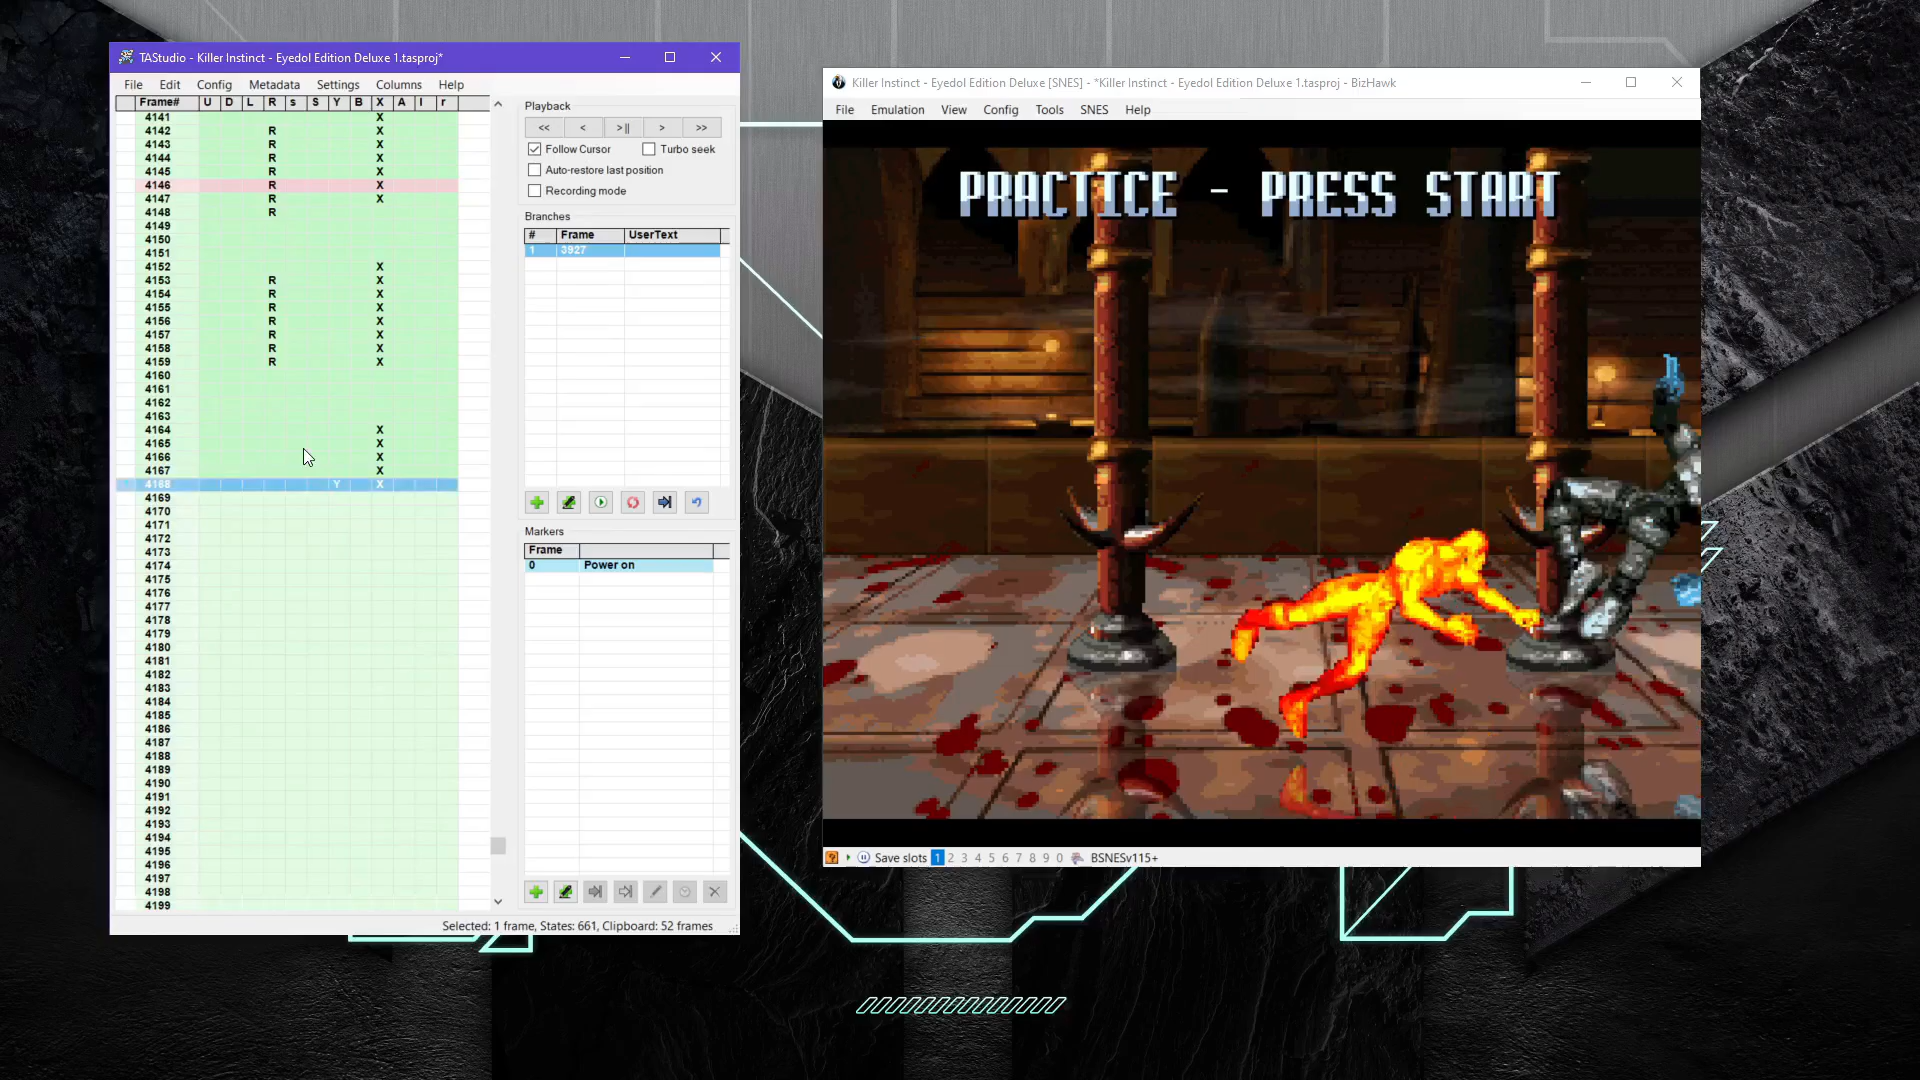 TAStudio - Killer Instinct - Eyedol Edition Deluxe 1.tasproj*
File Edit Config Metadata Settings Columns Help
Frame# U D L R s S Y B X A l r
4141 X
4142 R X
4143 R X
4144 R X
4145 R X
4146 R X
4147 R X
4148 R
4149
4150
4151
4152 X
4153 R X
4154 R X
4155 R X
4156 R X
4157 R X
4158 R X
4159 R X
4160
4161
4162
4163
4164 X
4165 X
4166 X
4167 X
4168 Y X
4169
4170
4171
4172
4173
4174
4175
4176
4177
4178
4179
4180
4181
4182
4183
4184
4185
4186
4187
4188
4189
4190
4191
4192
4193
4194
4195
4196
4197
4198
4199
Playback
<< < >|| > >>
Follow Cursor Turbo seek
Auto-restore last position
Recording mode
Branches
# Frame UserText
1 3927
Markers
Frame
0 Power on
Selected: 1 frame, States: 661, Clipboard: 52 frames
Killer Instinct - Eyedol Edition Deluxe [SNES] - *Killer Instinct - Eyedol Edition Deluxe 1.tasproj - BizHawk
File Emulation View Config Tools SNES Help
PRACTICE - PRESS START
Save slots 1 2 3 4 5 6 7 8 9 0 BSNESv115+